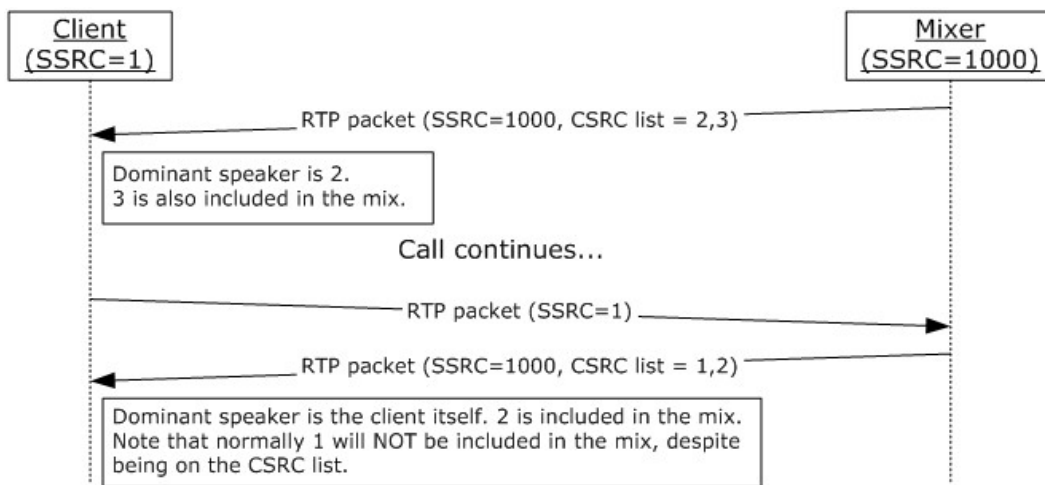 Client
(SSRC=1)
Mixer
(SSRC=1000)
RTP packet (SSRC=1000, CSRC list = 2,3)
Dominant speaker is 2.
3 is also included in the mix.
Call continues...
RTP packet (SSRC=1)
RTP packet (SSRC=1000, CSRC list = 1,2)
Dominant speaker is the client itself. 2 is included in the mix.
Note that normally 1 will NOT be included in the mix, despite
being on the CSRC list.